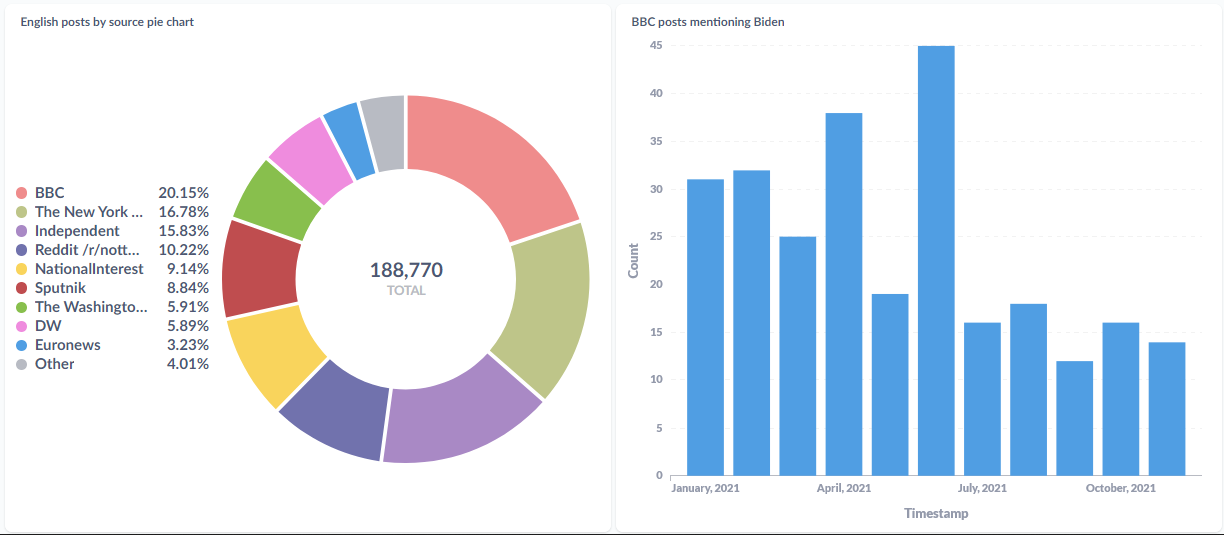 English posts by source pie chart
BBC 20.15%
The New York ... 16.78%
Independent 15.83%
Reddit /r/nott... 10.22%
NationalInterest 9.14%
Sputnik 8.84%
The Washingto... 5.91%
DW 5.89%
Euronews 3.23%
Other 4.01%
188,770
TOTAL
BBC posts mentioning Biden
45
40
35
30
25
20
15
10
5
0
Count
January, 2021 April, 2021 July, 2021 October, 2021
Timestamp